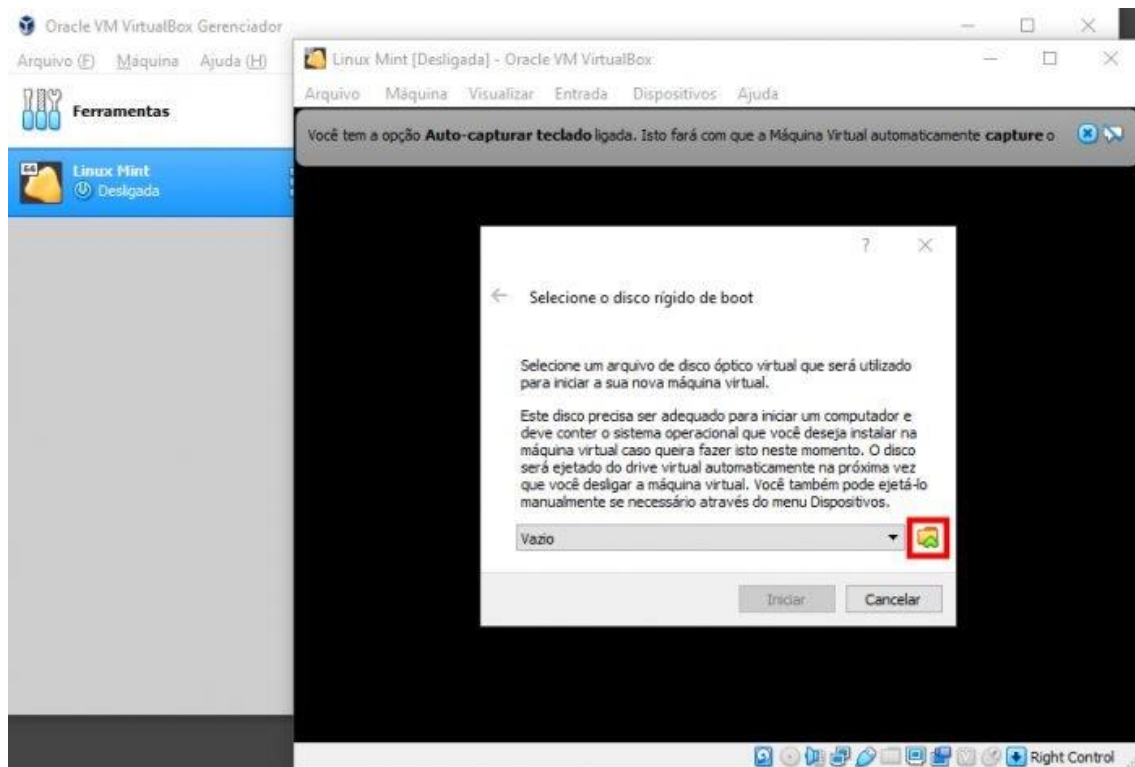 Oracle VM VirtualBox Gerenciador
Arquivo (F) Máquina Ajuda (H)
Ferramentas
64
Linux Mint
Desligada
Linux Mint [Desligada] - Oracle VM VirtualBox
Arquivo Máquina Visualizar Entrada Dispositivos Ajuda
Você tem a opção Auto-capturar teclado ligada. Isto fará com que a Máquina Virtual automaticamente capture o
?
Selecione o disco rígido de boot
Selecione um arquivo de disco óptico virtual que será utilizado
para iniciar a sua nova máquina virtual.
Este disco precisa ser adequado para iniciar um computador e
deve conter o sistema operacional que você deseja instalar na
máquina virtual caso queira fazer isto neste momento. O disco
será ejetado do drive virtual automaticamente na próxima vez
que você desligar a máquina virtual. Você também pode ejetá-lo
manualmente se necessário através do menu Dispositivos.
Vazio
Iniciar Cancelar
Right Control